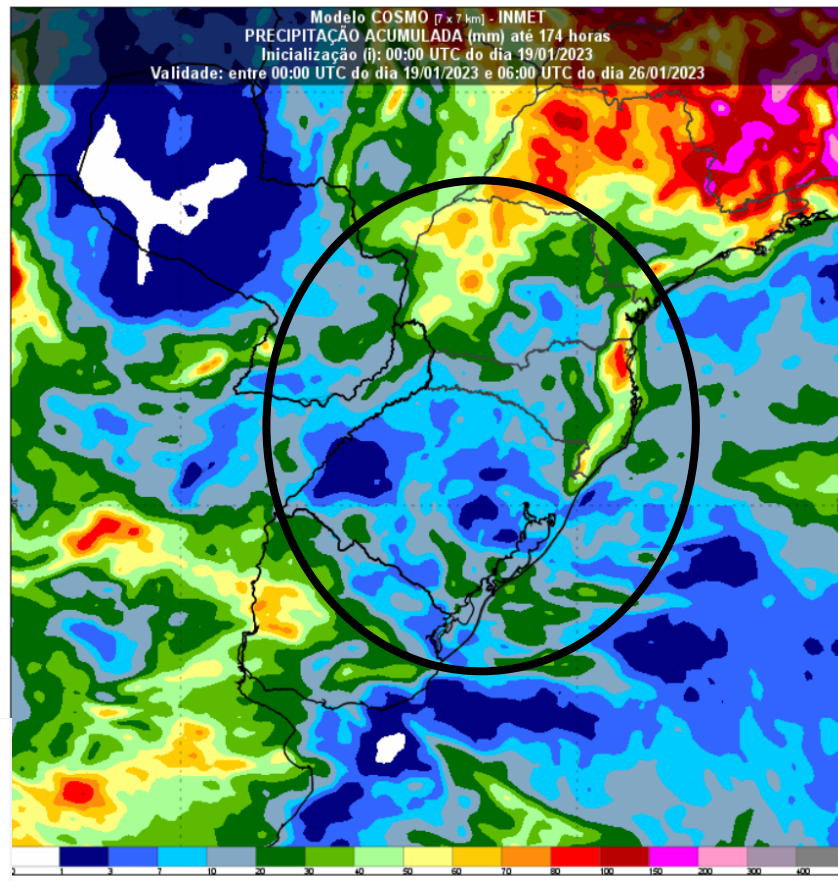 Modelo COSMO [7 x 7 km] - INMET
PRECIPITAÇÃO ACUMULADA (mm) até 174 horas
Inicialização (i): 00:00 UTC do dia 19/01/2023
Validade: entre 00:00 UTC do dia 19/01/2023 e 06:00 UTC do dia 26/01/2023
0 1 3 7 10 20 30 40 50 60 70 80 100 150 200 300 400